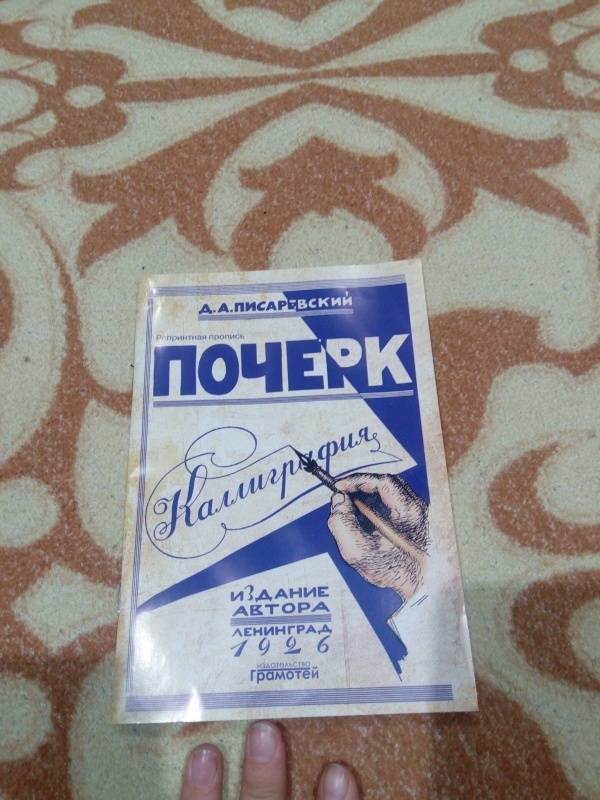 Д.А.ПИСАРЕВСКИЙ
Репринтная пропись
ПОЧЕРК
Каллиграфия
ИЗДАНИЕ
АВТОРА
ЛЕНИНГРАД
1926
издательство
Грамотей